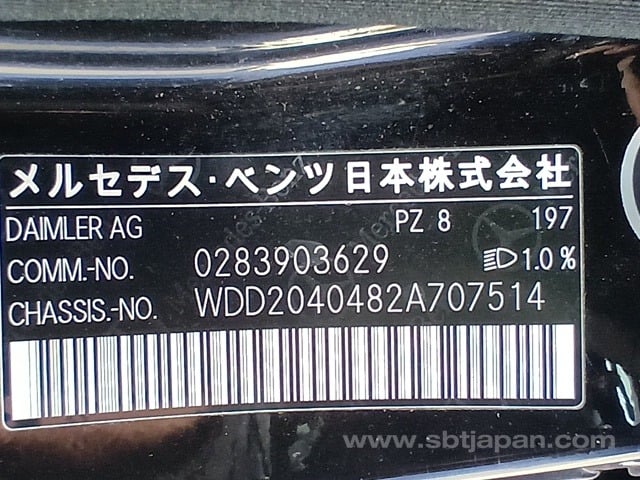 メルセデス・ベンツ日本株式会社
DAIMLER AG PZ 8 197
COMM.-NO. 0283903629 1.0 %
CHASSIS.-NO. WDD2040482A707514
www.sbtjapan.com